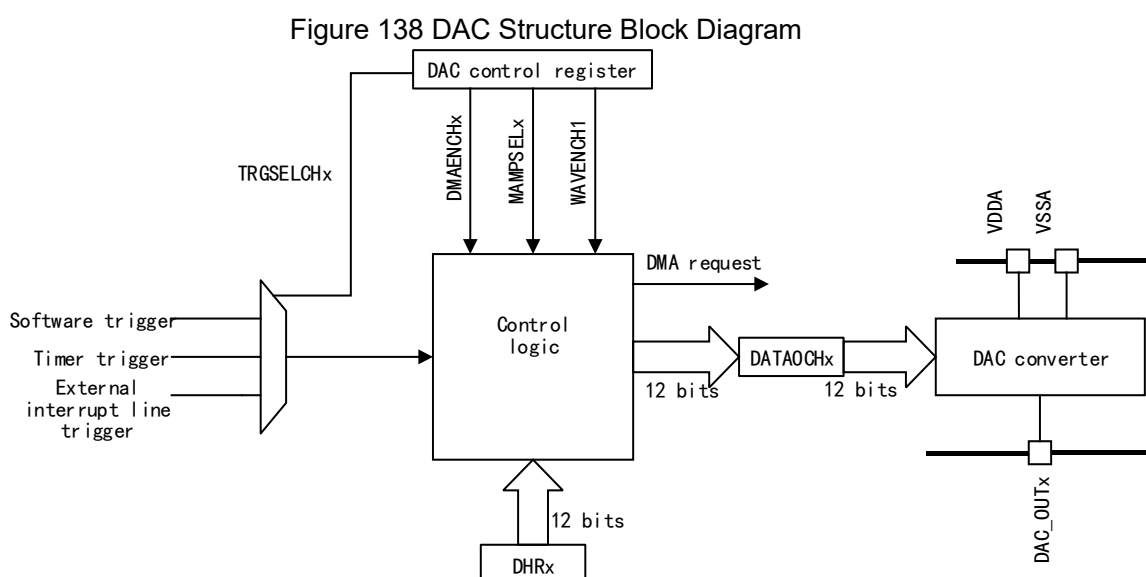 Figure 138 DAC Structure Block Diagram
DAC control register
TRGSELCHx
DMAENCHx
MAMPSELx
WAVENCH1
VDDA
VSSA
DMA request
Software trigger
Timer trigger
External
interrupt line
trigger
Control
logic
DATAOCHx
DAC converter
12 bits
12 bits
12 bits
DHRx
DAC_OUTx